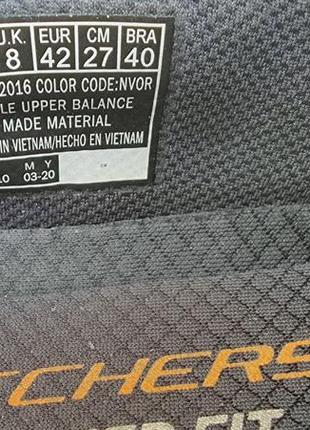 J.K. EUR CM BRA
8 42 27 40
2016 COLOR CODE:NVOR
LE UPPER BALANCE
MADE MATERIAL
IN VIETNAM/HECHO EN VIETNAM
M Y
03-20
CHERS
FIT